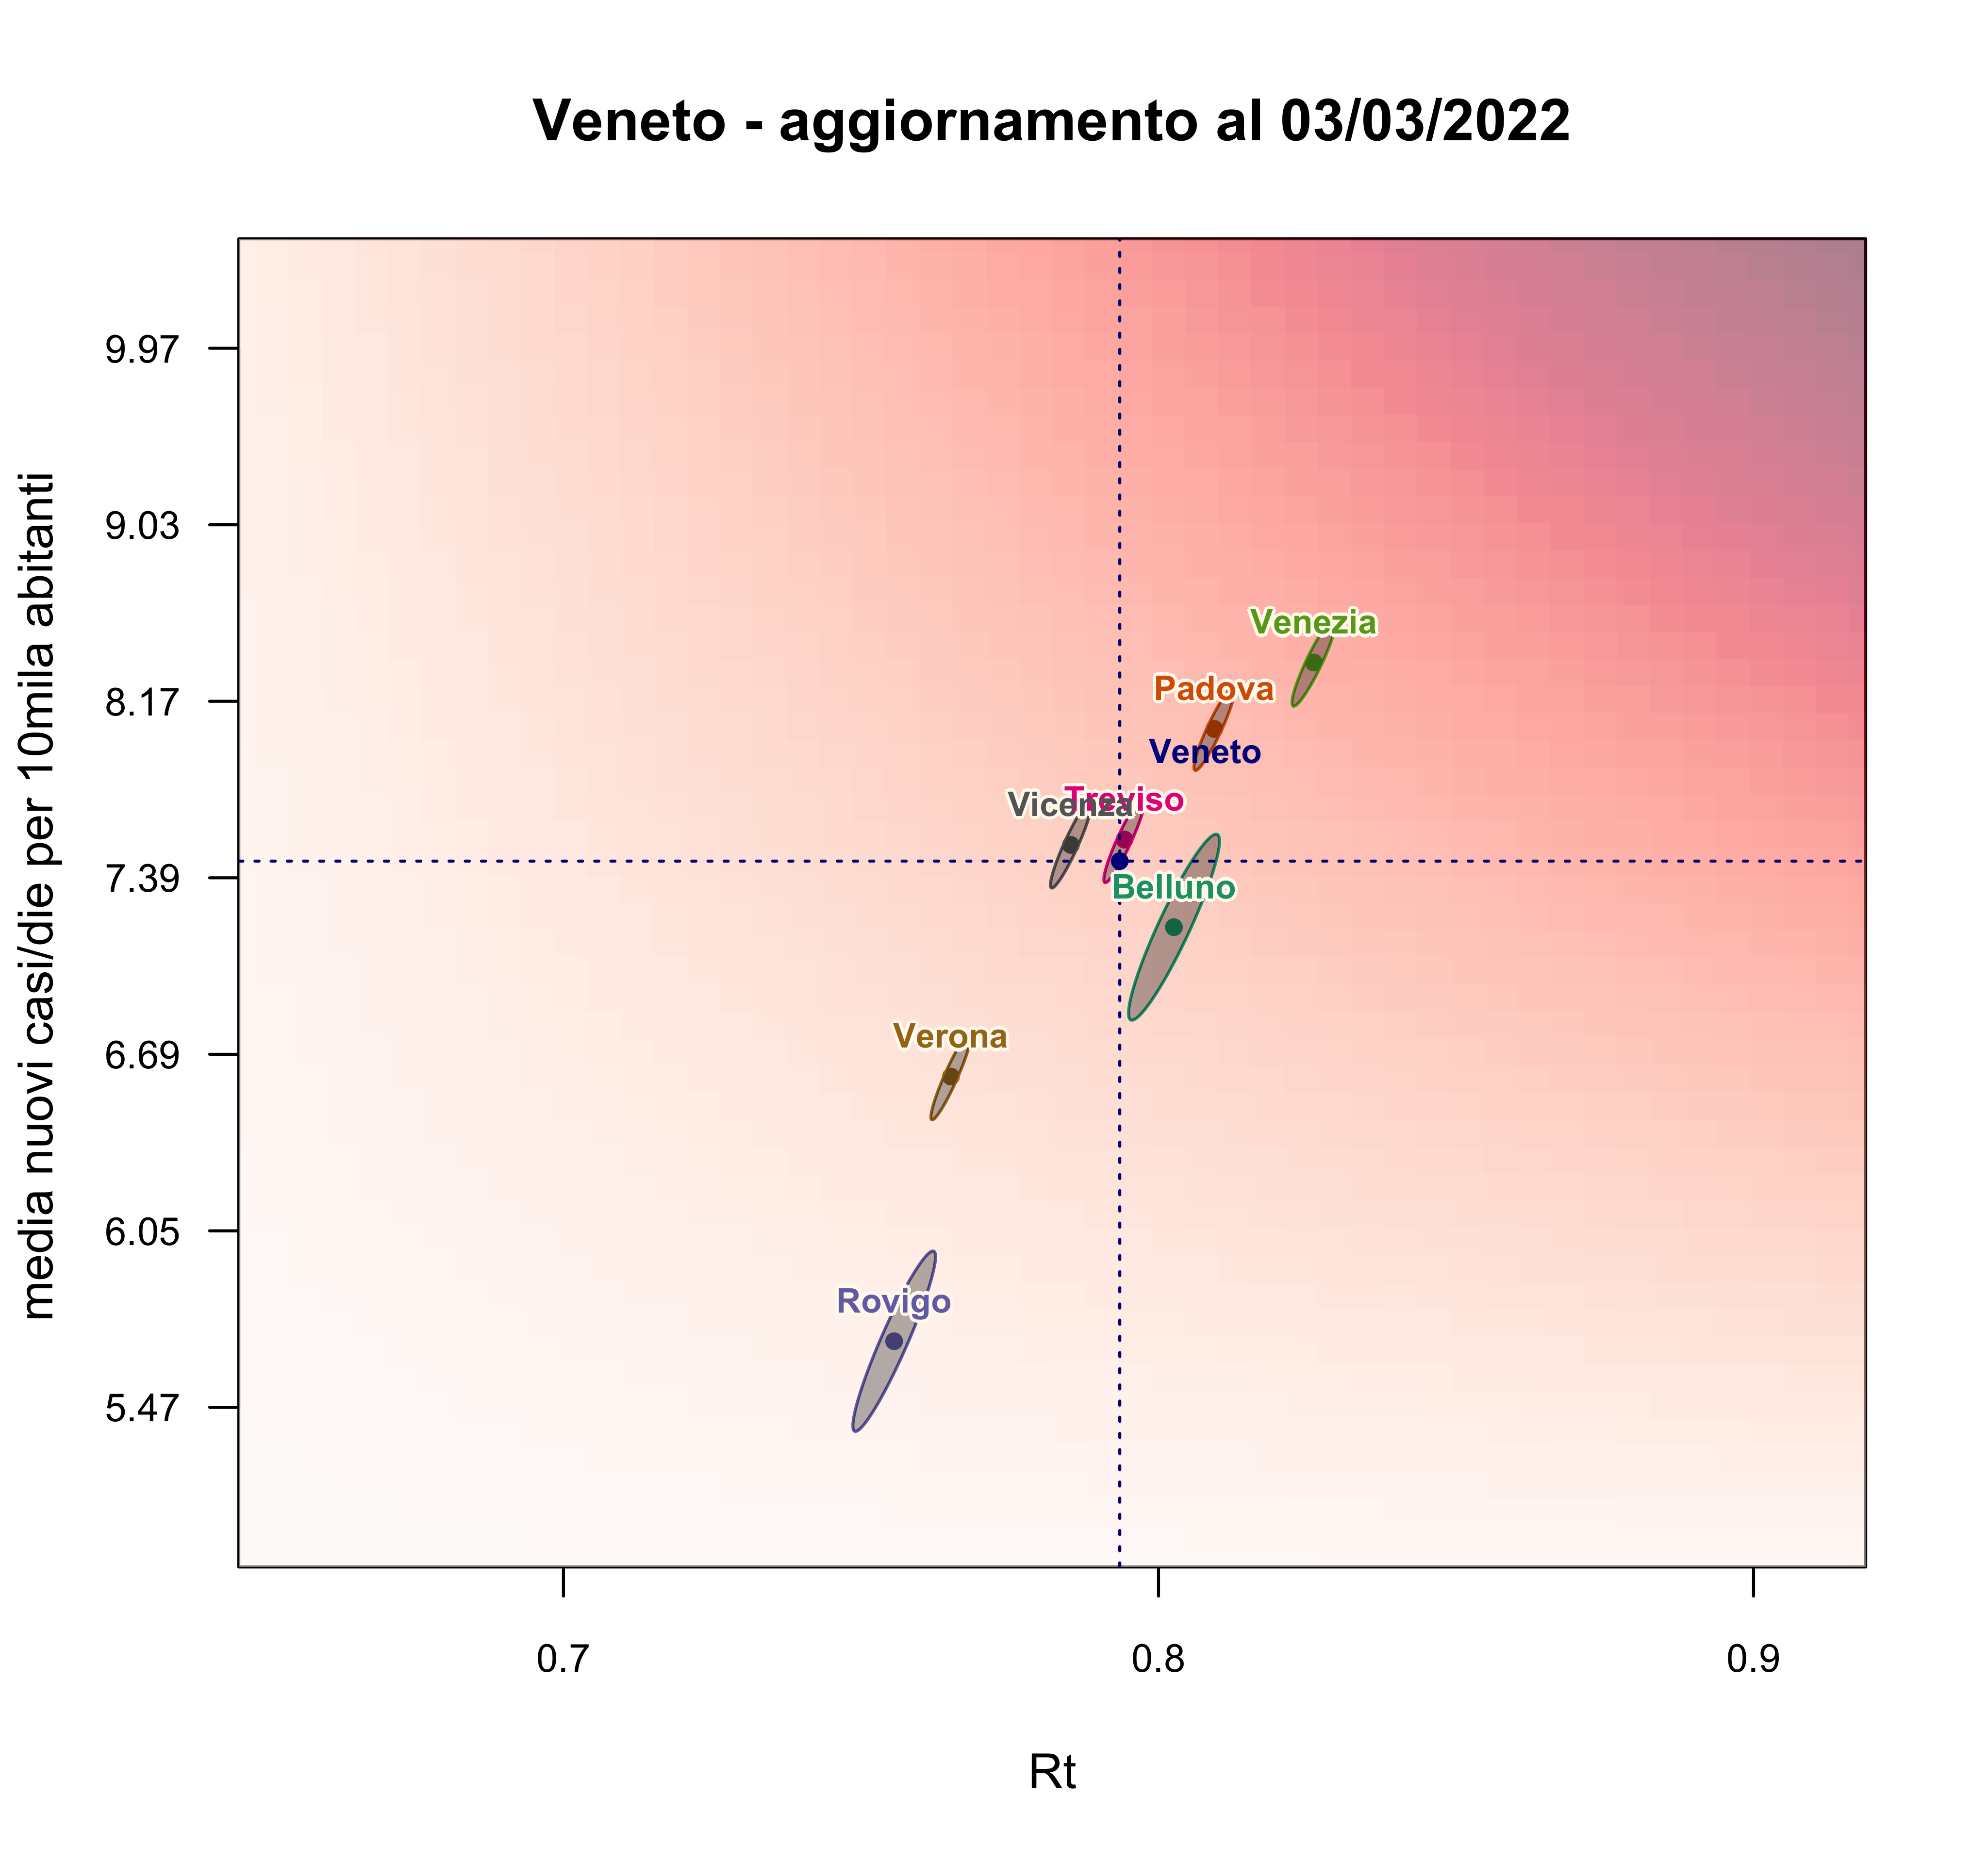 Veneto - aggiornamento al 03/03/2022
media nuovi casi/die per 10mila abitanti
9.97
9.03
8.17
7.39
6.69
6.05
5.47
Venezia
Padova
Veneto
Treviso
Vicenza
Belluno
Verona
Rovigo
0.7
0.8
0.9
Rt